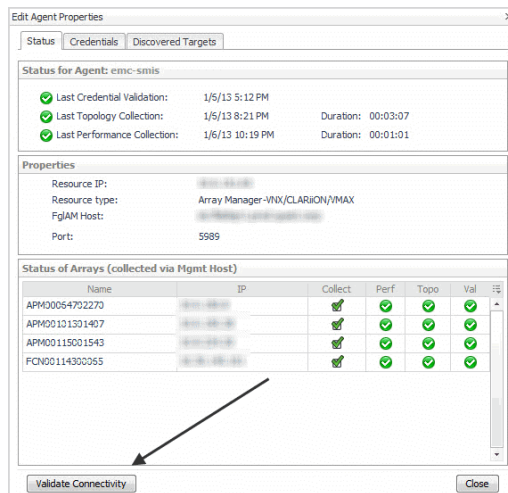 Edit Agent Properties
Status Credentials Discovered Targets
Status for Agent: emc-smis
Last Credential Validation: 1/5/13 5:12 PM
Last Topology Collection: 1/5/13 8:21 PM Duration: 00:03:07
Last Performance Collection: 1/6/13 10:19 PM Duration: 00:01:01
Properties
Resource IP:
Resource type: Array Manager-VNX/CLARiiON/VMAX
FglAM Host:
Port: 5989
Status of Arrays (collected via Mgmt Host)
Name IP Collect Perf Topo Val
APM00064702270
APM00101301407
APM00115001543
FCN00114300055
Validate Connectivity Close